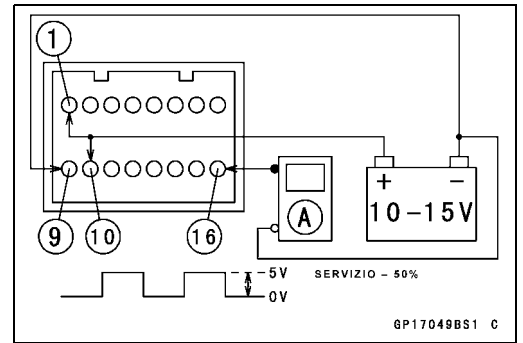 1
+ −
10-15V
A
9 10 16
5V SERVIZIO - 50%
0V
GP17049BS1 C